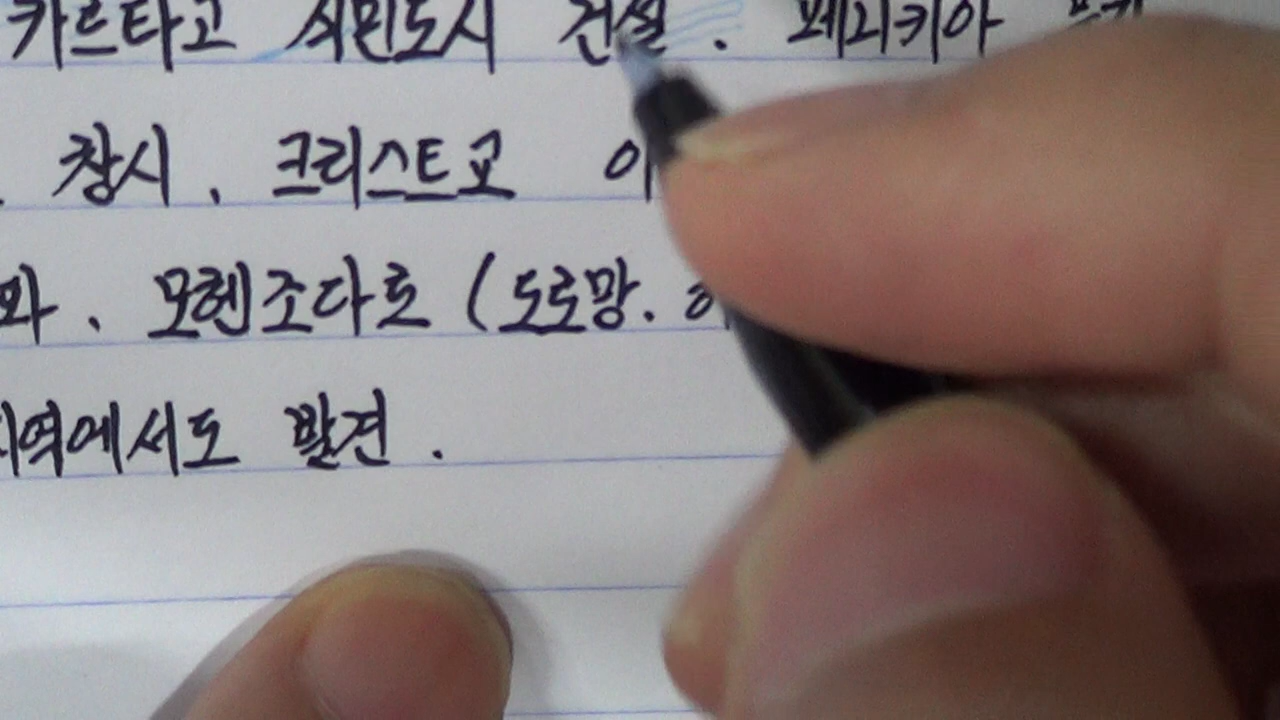 카르타고 식민도시 건설. 페니키아
창시. 크리스트교
모헨조다로 (도로망.
지역에서도 발견.